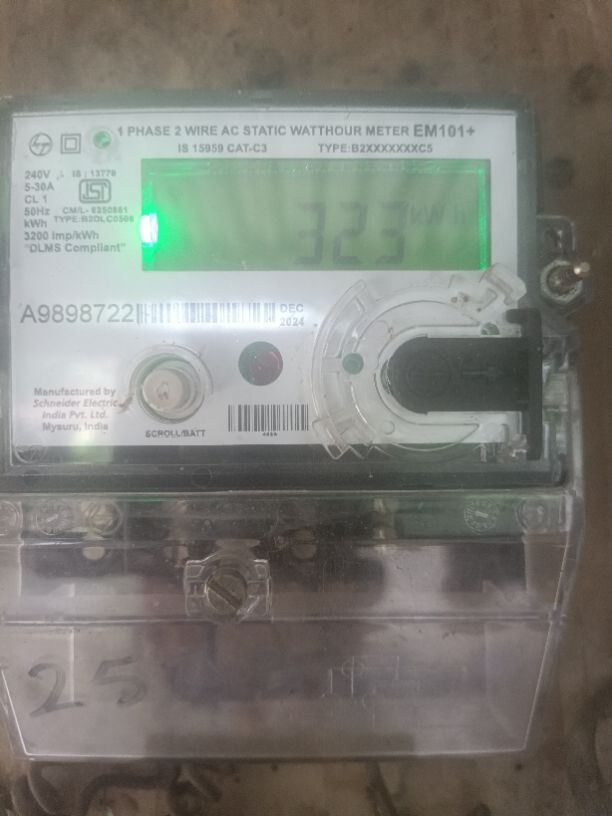 1 PHASE 2 WIRE AC STATIC WATTHOUR METER EM101+
IS 15959 CAT-C3 TYPE:B2XXXXXXXC5
240V IS : 13779
5-30A
CL 1
50Hz CM/L- 6250851
kWh TYPE:B2DLC0506
3200 imp/kWh
"DLMS Compliant"
323 kWh
A9898722 DEC
2024
Manufactured by
Schneider Electric
India Pvt. Ltd.
Mysuru, India
SCROLL/BATT
25